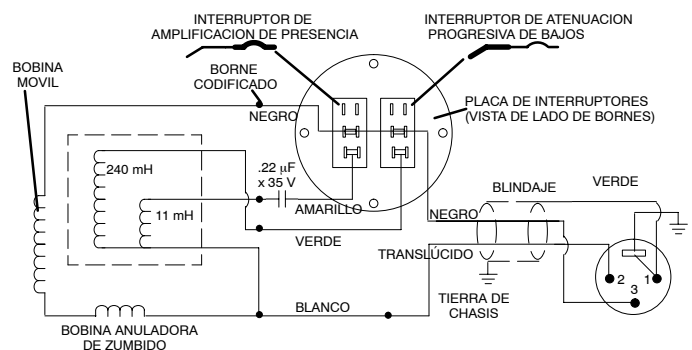 INTERRUPTOR DE
AMPLIFICACION DE PRESENCIA
INTERRUPTOR DE ATENUACION
PROGRESIVA DE BAJOS
BOBINA
MOVIL
BORNE
CODIFICADO
NEGRO
PLACA DE INTERRUPTORES
(VISTA DE LADO DE BORNES)
240 mH
11 mH
.22 µF
x 35 V
AMARILLO
VERDE
BLINDAJE
VERDE
NEGRO
TRANSLÚCIDO
2
1
3
TIERRA DE
CHASIS
BLANCO
BOBINA ANULADORA
DE ZUMBIDO